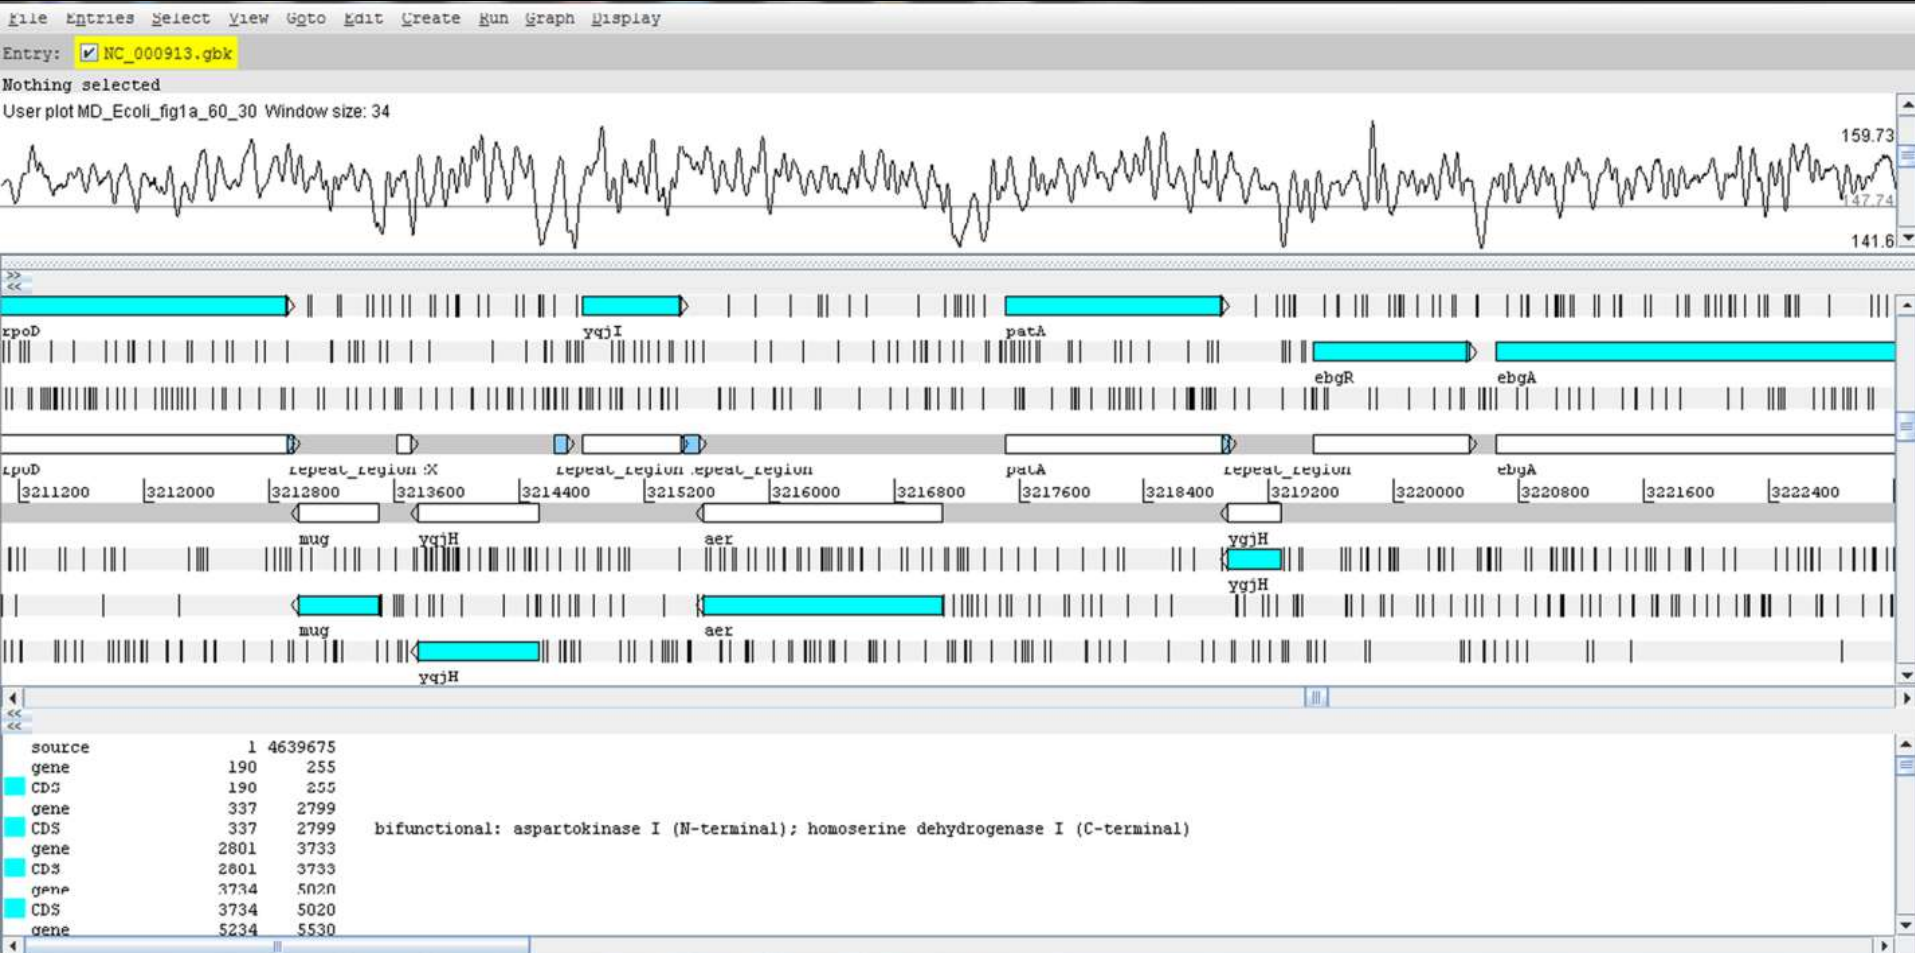 File Entries Select View Goto Edit Create Run Graph Display
Entry: NC_000913.gbk
Nothing selected
User plot MD_Ecoli_fig1a_60_30 Window size: 34
159.73
147.74
141.6
>>
<<
rpoD yqjI patA
ebgR ebgA
rpoD repeat_region X repeat_region repeat_region patA repeat_region ebgA
3211200 3212000 3212800 3213600 3214400 3215200 3216000 3216800 3217600 3218400 3219200 3220000 3220800 3221600 3222400
mug yqjH aer ygjH
ygjH
mug aer
yqjH
<<
<<
source 1 4639675
gene 190 255
CDS 190 255
gene 337 2799
CDS 337 2799 bifunctional: aspartokinase I (N-terminal); homoserine dehydrogenase I (C-terminal)
gene 2801 3733
CDS 2801 3733
gene 3734 5020
CDS 3734 5020
gene 5234 5530